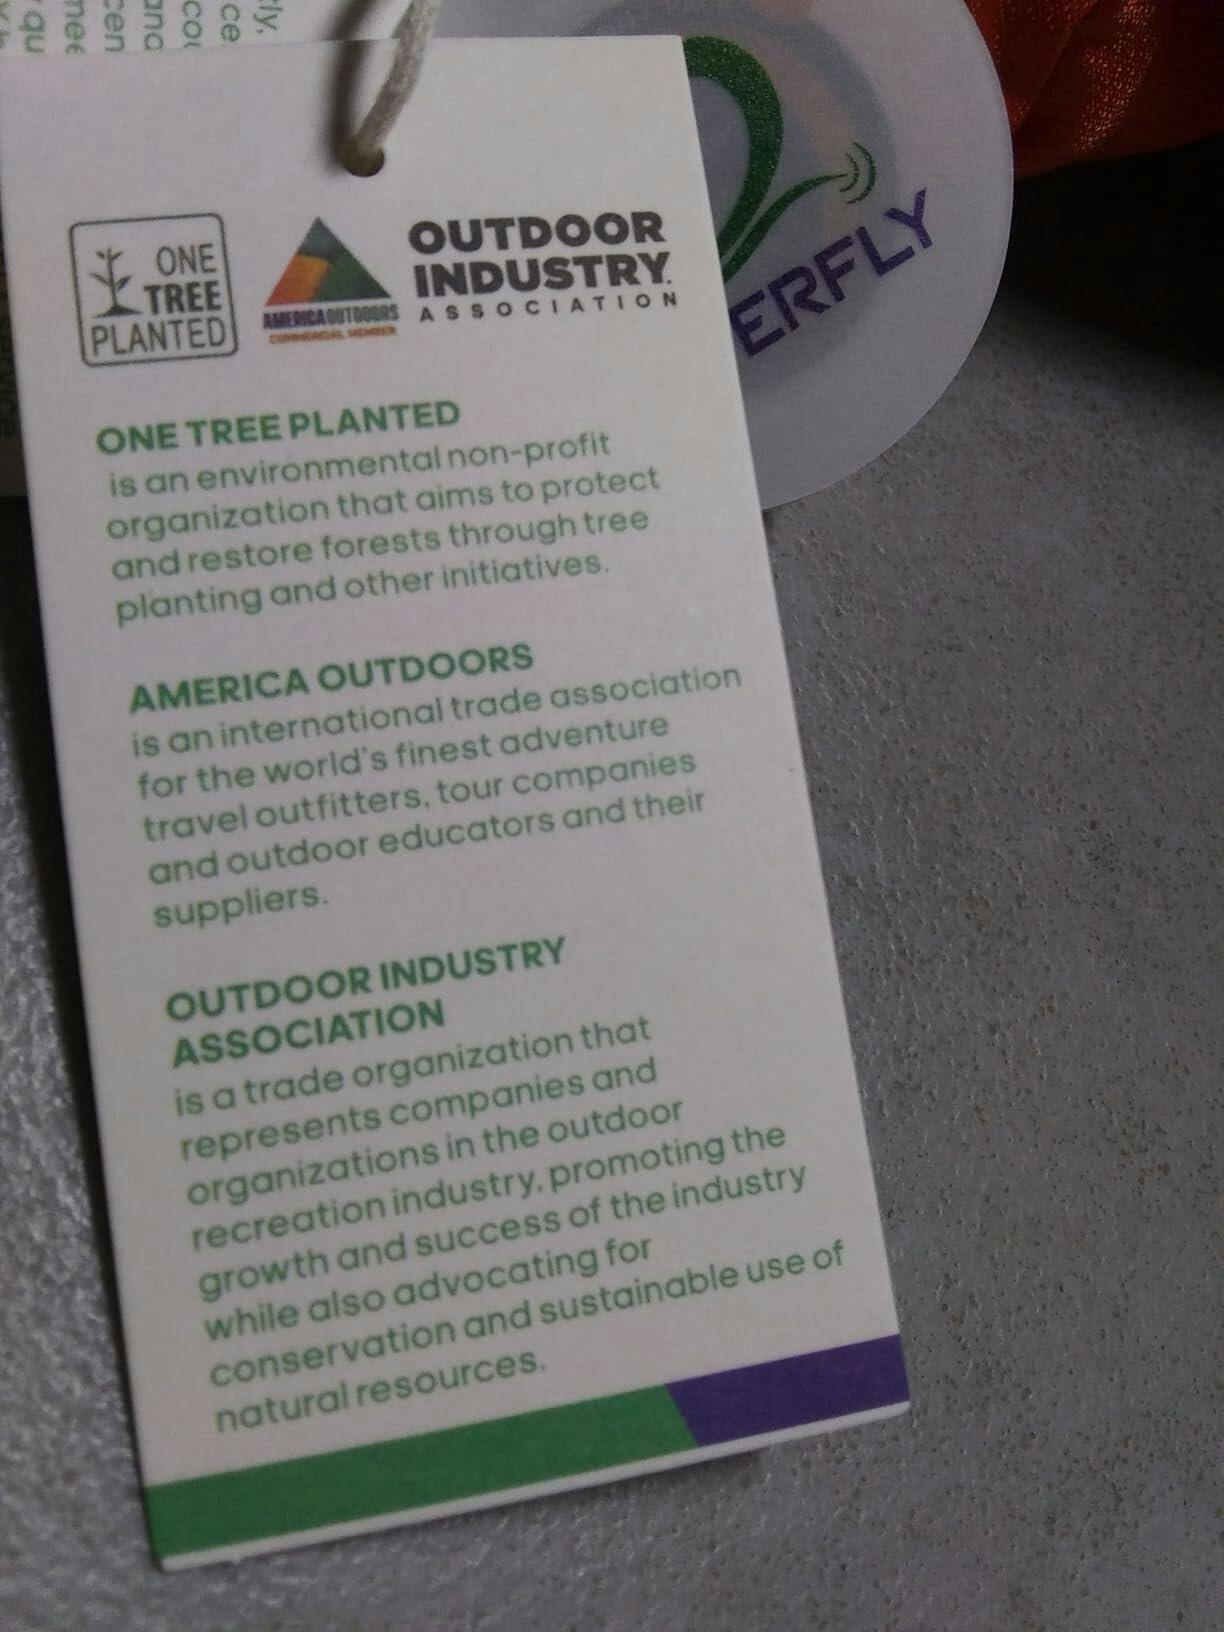 ONE
TREE
PLANTED
AMERICA OUTDOORS
COMMERCIAL MEMBER
OUTDOOR
INDUSTRY.
ASSOCIATION
ERFLY
ONE TREE PLANTED
is an environmental non-profit
organization that aims to protect
and restore forests through tree
planting and other initiatives.
AMERICA OUTDOORS
is an international trade association
for the world's finest adventure
travel outfitters, tour companies
and outdoor educators and their
suppliers.
OUTDOOR INDUSTRY
ASSOCIATION
is a trade organization that
represents companies and
organizations in the outdoor
recreation industry, promoting the
growth and success of the industry
while also advocating for
conservation and sustainable use of
natural resources.